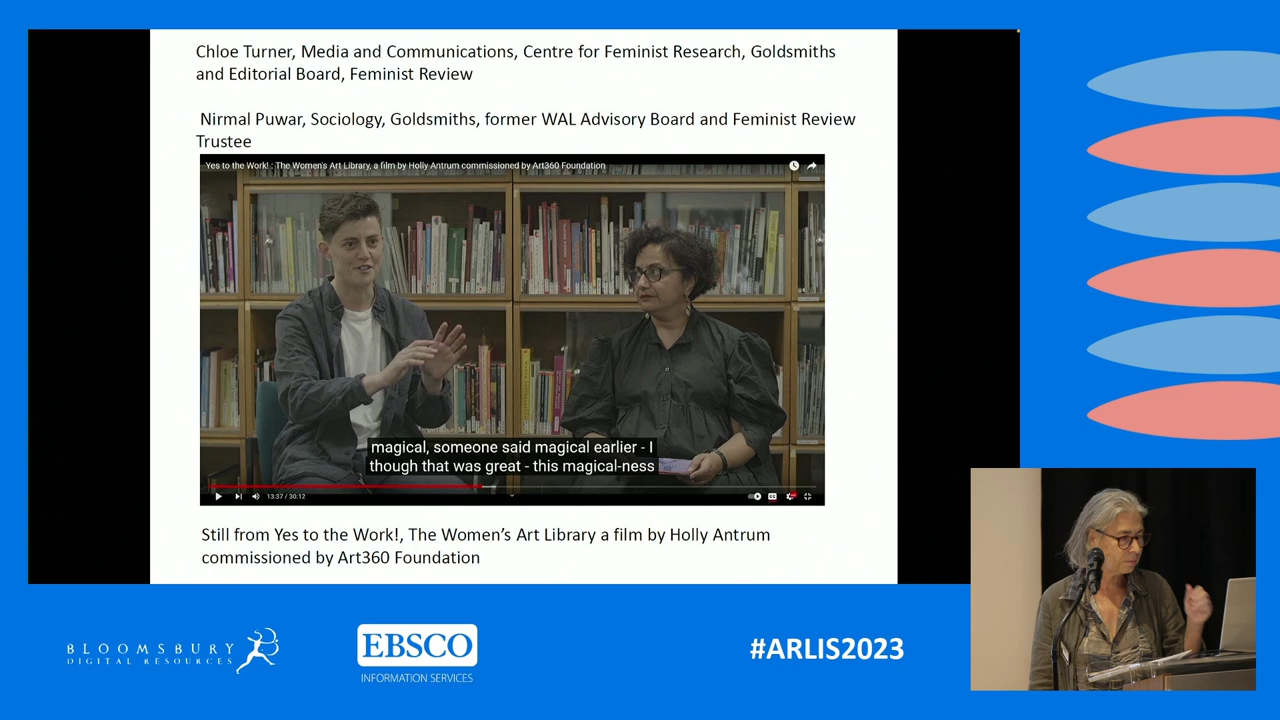 Chloe Turner, Media and Communications, Centre for Feminist Research, Goldsmiths
and Editorial Board, Feminist Review
Nirmal Puwar, Sociology, Goldsmiths, former WAL Advisory Board and Feminist Review
Trustee
Yes to the Work! : The Women's Art Library, a film by Holly Antrum commissioned by Art360 Foundation
magical, someone said magical earlier - I
though that was great - this magical-ness
13:37 / 30:12
Still from Yes to the Work!, The Women's Art Library a film by Holly Antrum
commissioned by Art360 Foundation
BLOOMSBURY
DIGITAL RESOURCES
EBSCO
INFORMATION SERVICES
#ARLIS2023